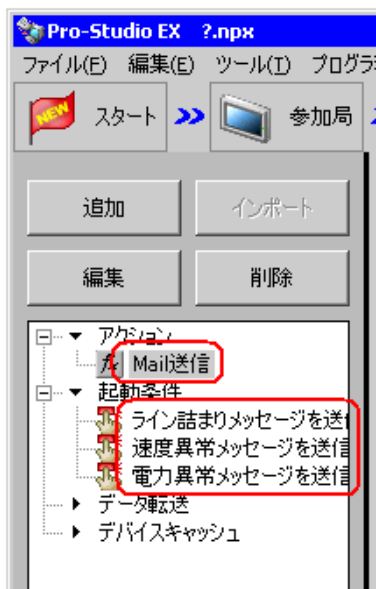 Pro-Studio EX ?.npx
ファイル(F) 編集(E) ツール(T) プログラ
NEW スタート >> 参加局
追加 インポート
編集 削除
アクション
fx Mail送信
起動条件
ライン詰まりメッセージを送信
速度異常メッセージを送信
電力異常メッセージを送信
データ転送
デバイスキャッシュ